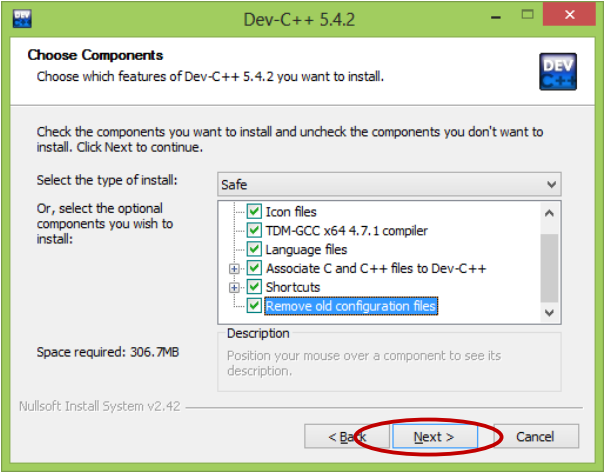 DEV
Dev-C++ 5.4.2
Choose Components
Choose which features of Dev-C++ 5.4.2 you want to install.
DEV
C++
Check the components you want to install and uncheck the components you don't want to
install. Click Next to continue.
Select the type of install:
Safe
Or, select the optional
components you wish to
install:
Icon files
TDM-GCC x64 4.7.1 compiler
Language files
Associate C and C++ files to Dev-C++
Shortcuts
Remove old configuration files
Space required: 306.7MB
Description
Position your mouse over a component to see its
description.
Nullsoft Install System v2.42
< Back
Next >
Cancel